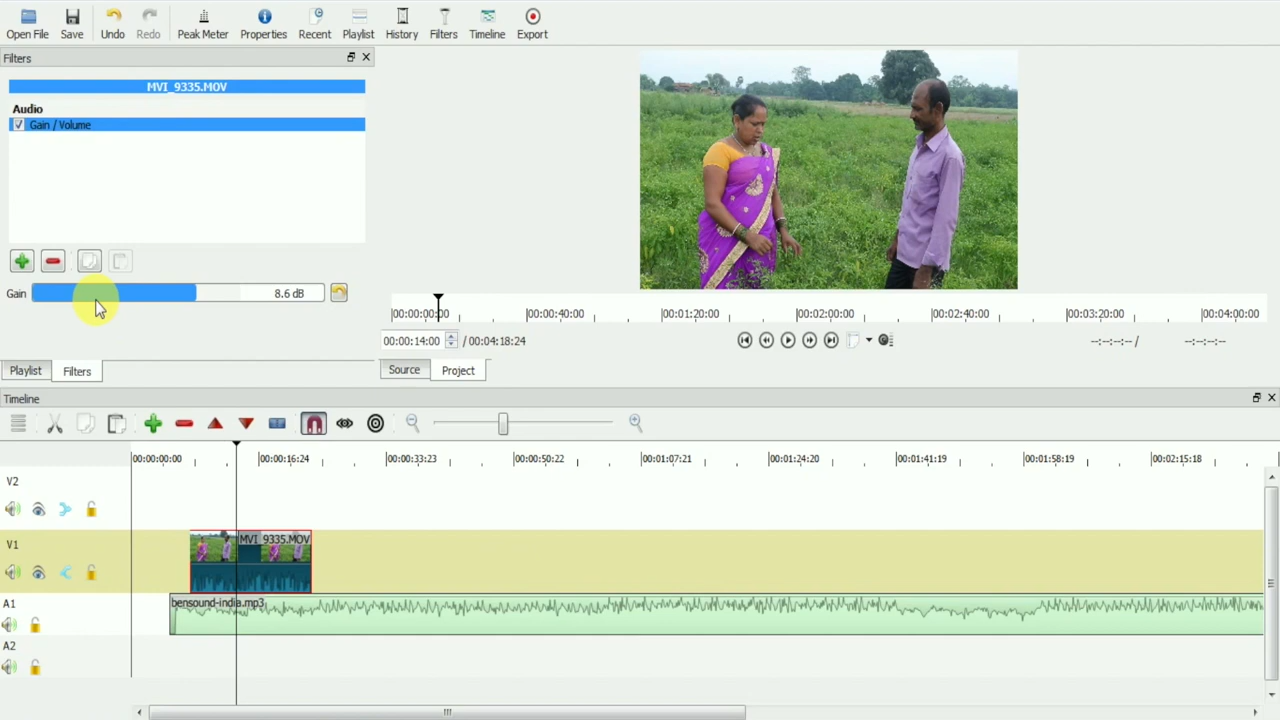 Open File Save Undo Redo Peak Meter Properties Recent Playlist History Filters Timeline Export
Filters
MVI_9335.MOV
Audio
Gain / Volume
Gain 8.6 dB
00:00:00:00 00:00:40:00 00:01:20:00 00:02:00:00 00:02:40:00 00:03:20:00 00:04:00:00
00:00:14:00 / 00:04:18:24 --:--:--:-- / --:--:--:--
Playlist Filters
Source Project
Timeline
00:00:00:00 00:00:16:24 00:00:33:23 00:00:50:22 00:01:07:21 00:01:24:20 00:01:41:19 00:01:58:19 00:02:15:18
V2
V1
MVI_9335.MOV
A1
bensound-india.mp3
A2